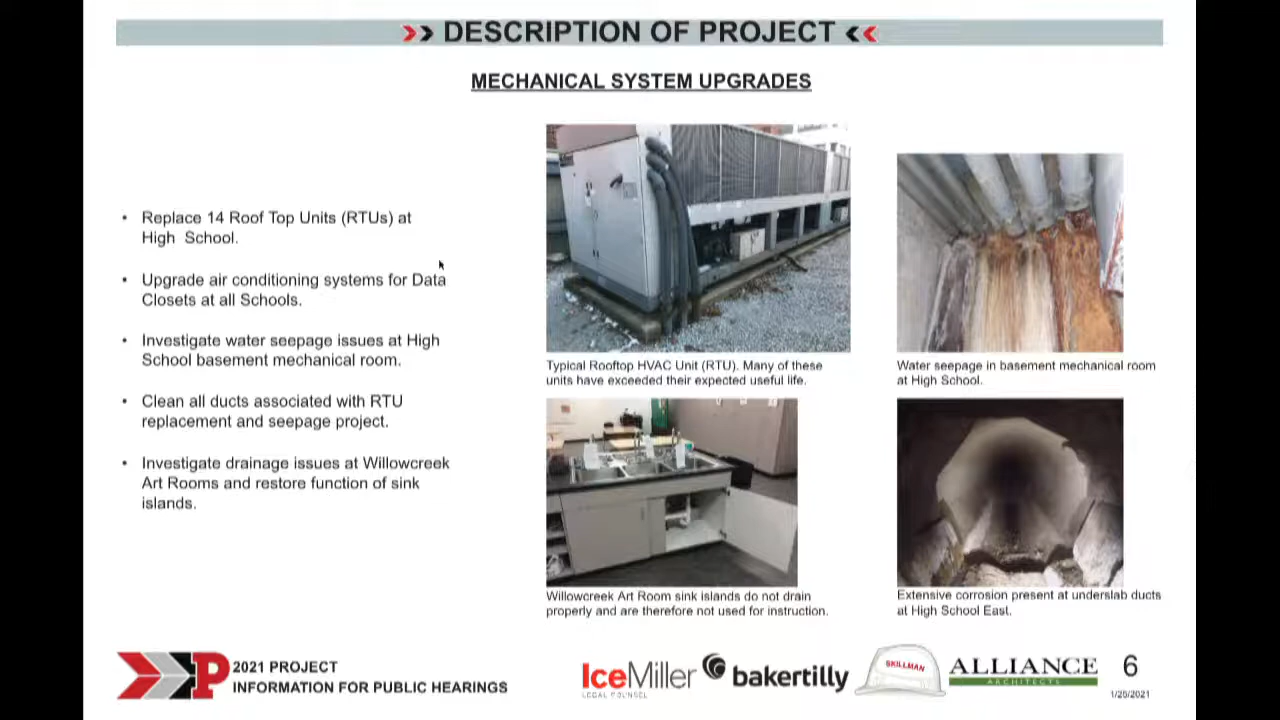 DESCRIPTION OF PROJECT
MECHANICAL SYSTEM UPGRADES
• Replace 14 Roof Top Units (RTUs) at
High School.
• Upgrade air conditioning systems for Data
Closets at all Schools.
• Investigate water seepage issues at High
School basement mechanical room.
• Clean all ducts associated with RTU
replacement and seepage project.
• Investigate drainage issues at Willowcreek
Art Rooms and restore function of sink
islands.
Typical Rooftop HVAC Unit (RTU). Many of these
units have exceeded their expected useful life.
Water seepage in basement mechanical room
at High School.
Willowcreek Art Room sink islands do not drain
properly and are therefore not used for instruction.
Extensive corrosion present at underslab ducts
at High School East.
P
2021 PROJECT
INFORMATION FOR PUBLIC HEARINGS
IceMiller
LEGAL COUNSEL
bakertilly
SKILLMAN
ALLIANCE
ARCHITECTS
6
1/25/2021